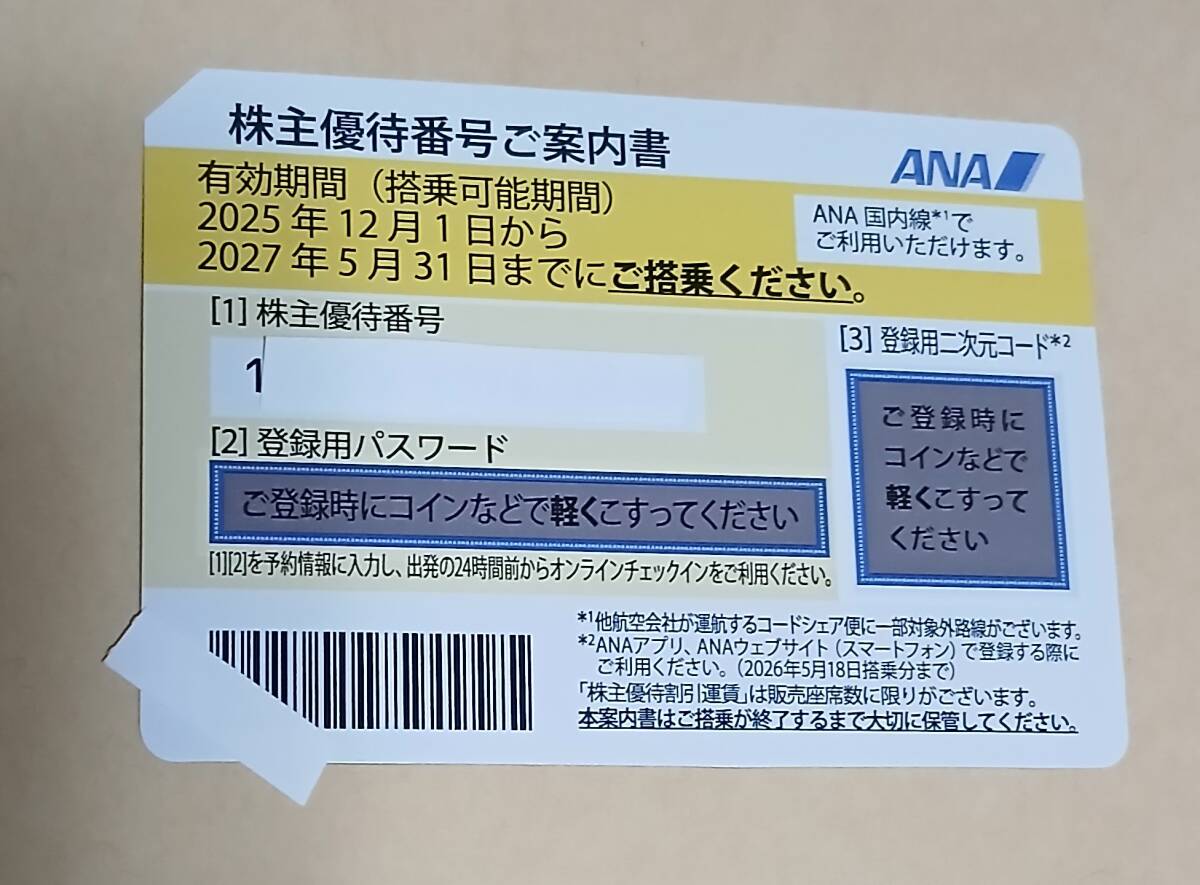 株主優待番号ご案内書
ANA
有効期間（搭乗可能期間）
2025年12月1日から
2027年5月31日までにご搭乗ください。
ANA国内線*1で
ご利用いただけます。
[1] 株主優待番号
1
[2] 登録用パスワード
ご登録時にコインなどで軽くこすってください
[1][2]を予約情報に入力し、出発の24時間前からオンラインチェックインをご利用ください。
[3] 登録用二次元コード*2
ご登録時に
コインなどで
軽くこすって
ください
*1他航空会社が運航するコードシェア便に一部対象外路線がございます。
*2ANAアプリ、ANAウェブサイト（スマートフォン）で登録する際に
ご利用ください。（2026年5月18日搭乗分まで）
「株主優待割引運賃」は販売座席数に限りがございます。
本案内書はご搭乗が終了するまで大切に保管してください。